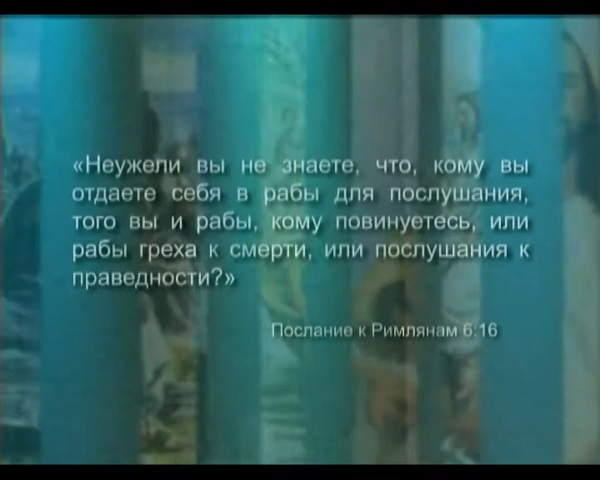 «Неужели вы не знаете, что, кому вы
отдаете себя в рабы для послушания,
того вы и рабы, кому повинуетесь, или
рабы греха к смерти, или послушания к
праведности?»
Послание к Римлянам 6:16